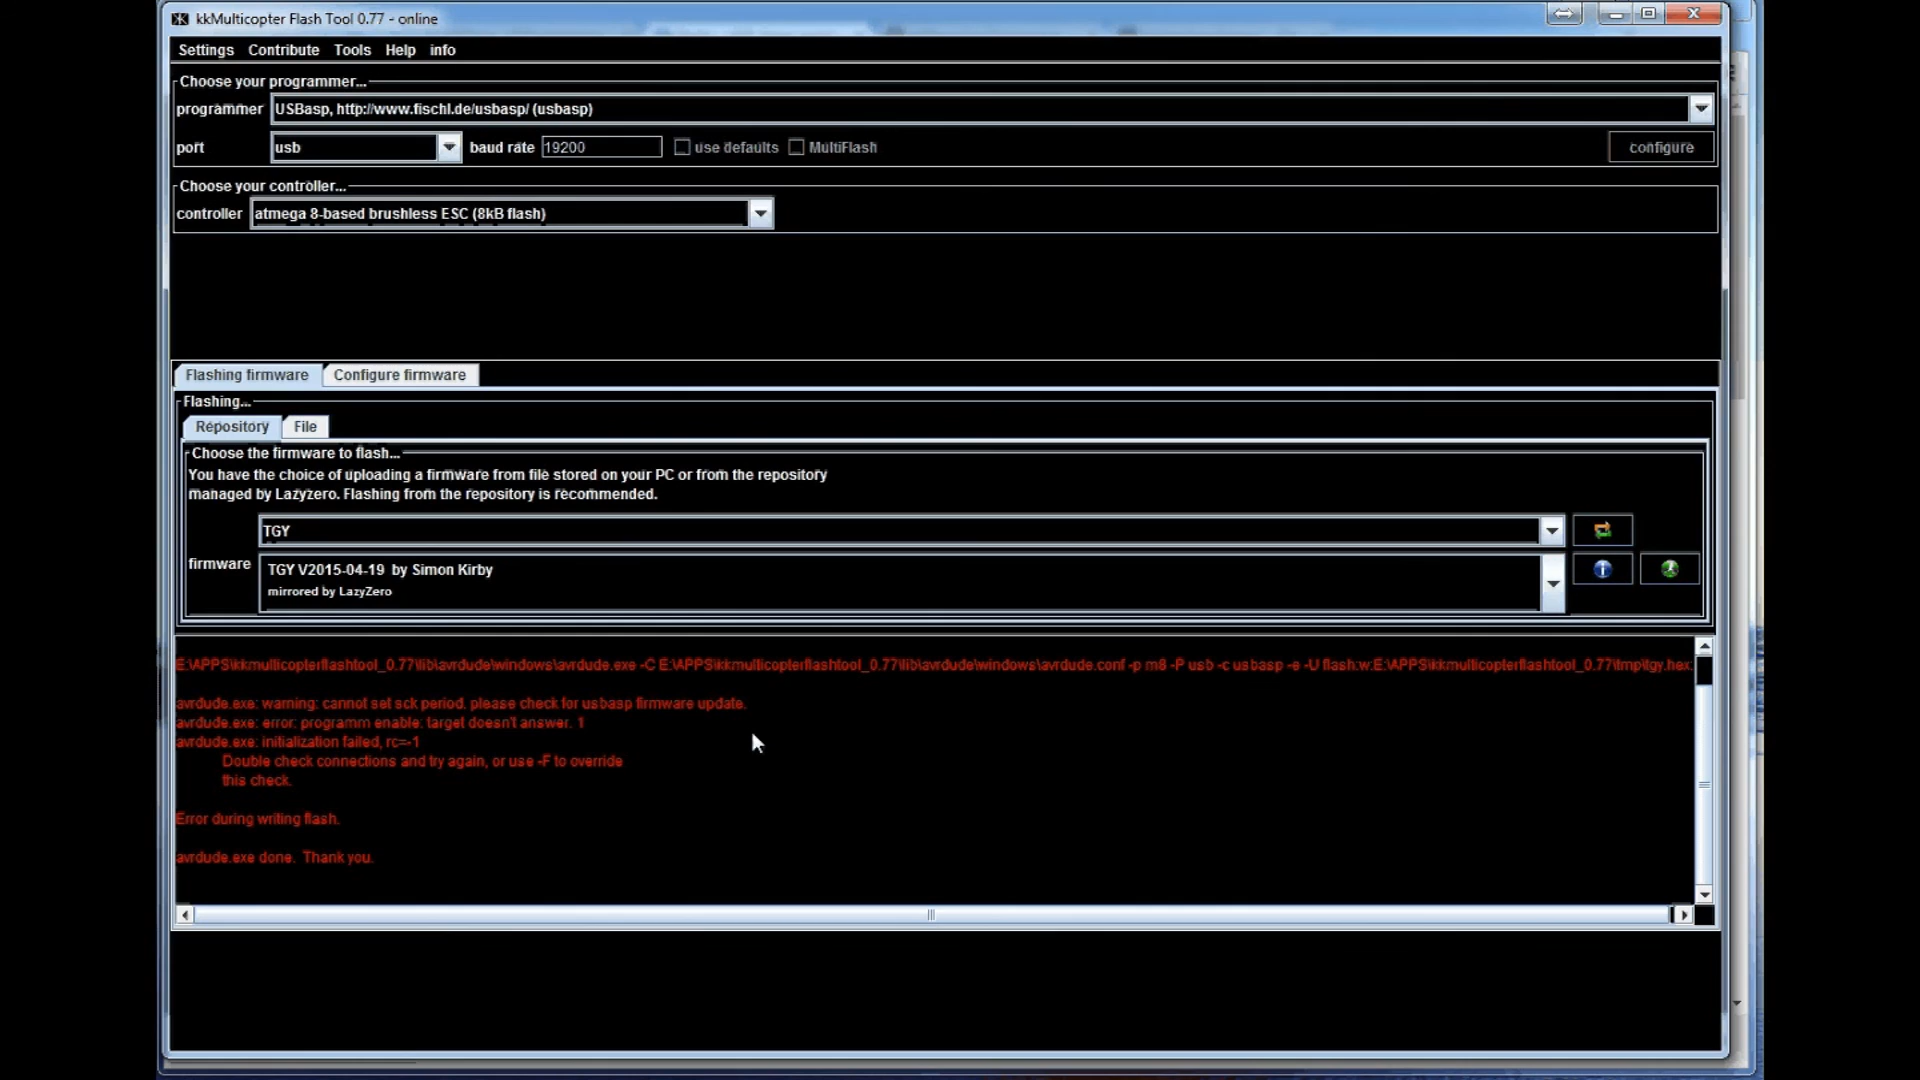 kkMulticopter Flash Tool 0.77 - online
Settings Contribute Tools Help info
Choose your programmer...
programmer USBasp, http://www.fischl.de/usbasp/ (usbasp)
port usb baud rate 19200 use defaults MultiFlash configure
Choose your controller...
controller atmega 8-based brushless ESC (8kB flash)
Flashing firmware Configure firmware
Flashing...
Repository File
Choose the firmware to flash...
You have the choice of uploading a firmware from file stored on your PC or from the repository
managed by Lazyzero. Flashing from the repository is recommended.
TGY
firmware TGY V2015-04-19 by Simon Kirby
mirrored by LazyZero
E:\APPS\kkmulticopterflashtool_0.77\lib\avrdude\windows\avrdude.exe -C E:\APPS\kkmulticopterflashtool_0.77\lib\avrdude\windows\avrdude.conf -p m8 -P usb -c usbasp -e -U flash:w:E:\APPS\kkmulticopterflashtool_0.77\tmp\tgy.hex:
avrdude.exe: warning: cannot set sck period. please check for usbasp firmware update.
avrdude.exe: error: programm enable: target doesn't answer. 1
avrdude.exe: initialization failed, rc=-1
Double check connections and try again, or use -F to override
this check.
Error during writing flash.
avrdude.exe done. Thank you.